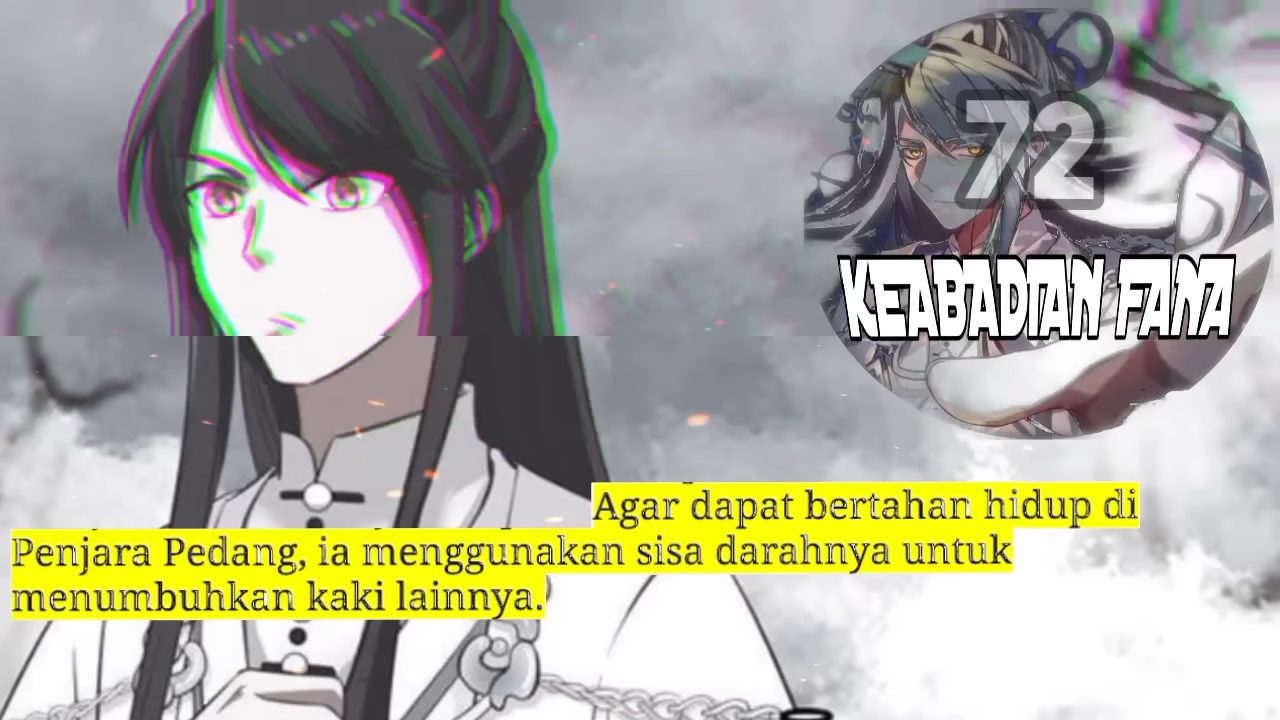 72
KEABADIAN FANA
Agar dapat bertahan hidup di
Penjara Pedang, ia menggunakan sisa darahnya untuk
menumbuhkan kaki lainnya.